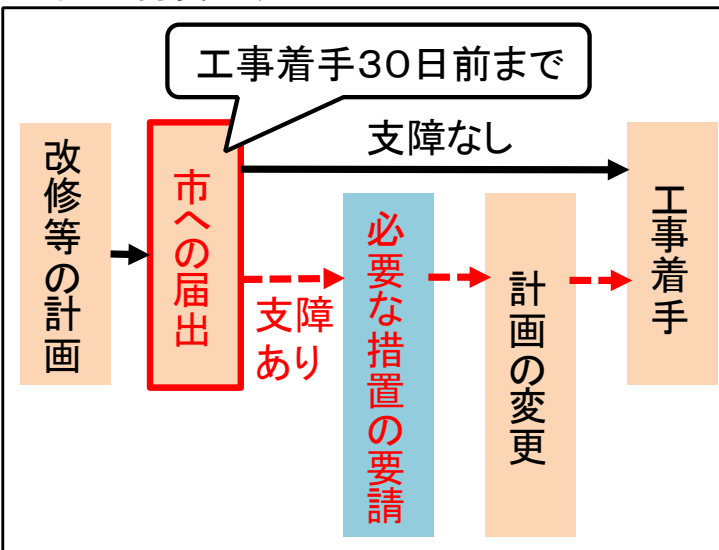 工事着手30日前まで
改修等の計画
市への届出
支障なし
支障
あり
必要な措置の要請
計画の変更
工事着手